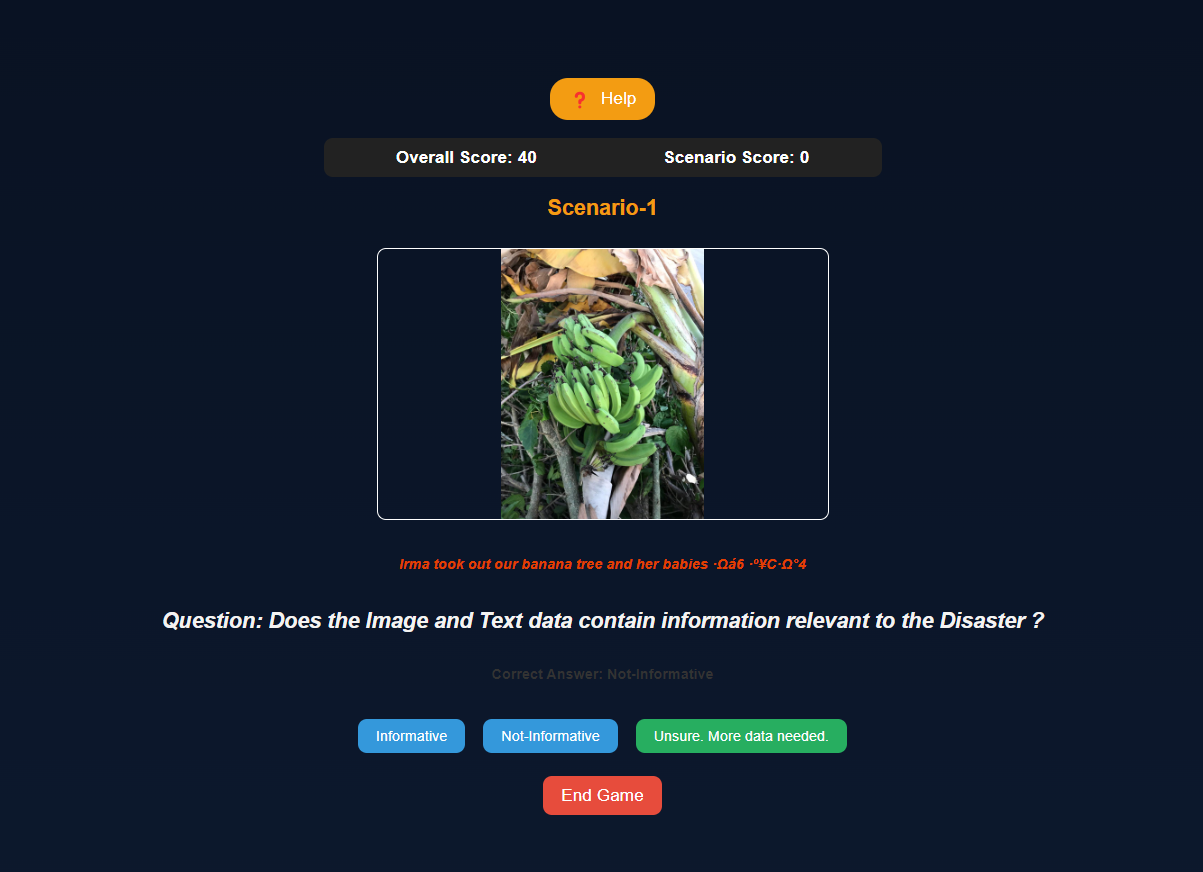 ❓ Help
Overall Score: 40 Scenario Score: 0
Scenario-1
Irma took out our banana tree and her babies ·Ωá6 ·º¥C·Ω°4
Question: Does the Image and Text data contain information relevant to the Disaster ?
Correct Answer: Not-Informative
Informative Not-Informative Unsure. More data needed.
End Game